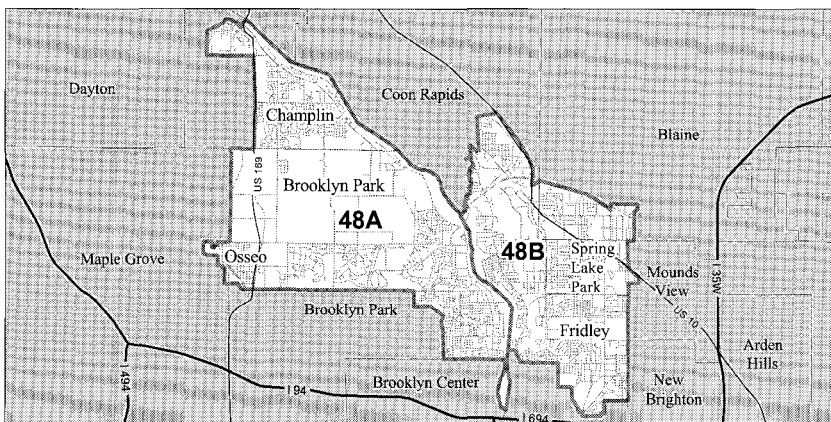 Dayton
Coon Rapids
Champlin
Blaine
US 169
Brooklyn Park
48A
48B
Maple Grove
Osseo
Spring
Lake
Park
Mounds
View
I 35W
Brooklyn Park
Fridley
US 10
Arden
Hills
I 494
I 94
Brooklyn Center
New
Brighton
I 694